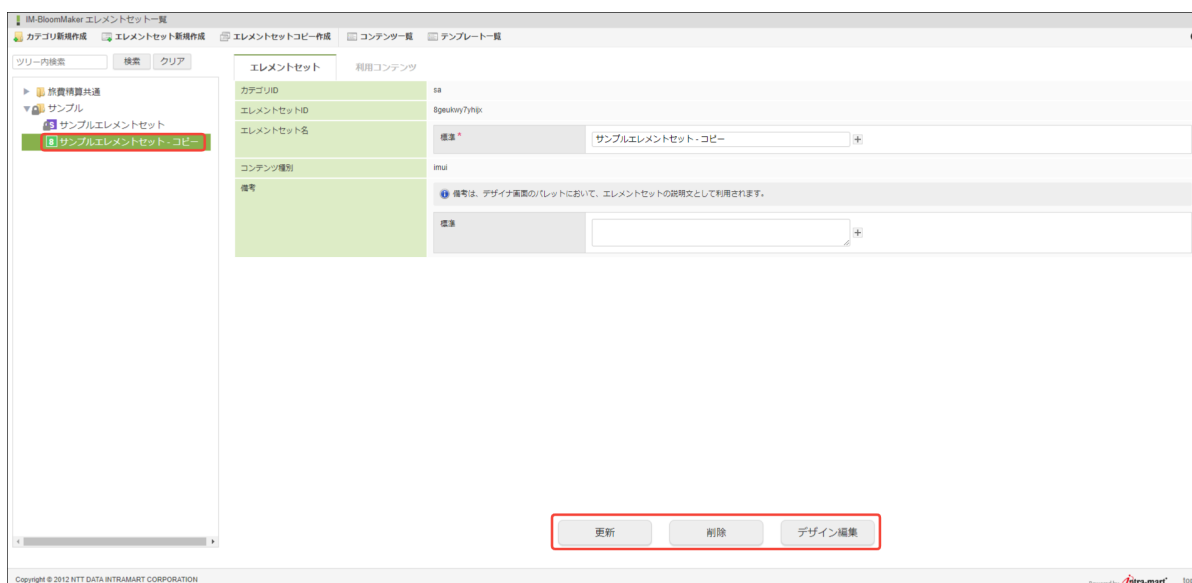 IM-BloomMaker エレメントセット一覧
カテゴリ新規作成 エレメントセット新規作成 エレメントセットコピー作成 コンテンツ一覧 テンプレート一覧
ツリー内検索 検索 クリア
エレメントセット 利用コンテンツ
旅費精算共通
サンプル
サンプルエレメントセット
サンプルエレメントセット - コピー
カテゴリID sa
エレメントセットID 8geukwy7yhijx
エレメントセット名 標準 * サンプルエレメントセット - コピー
コンテンツ種別 imui
備考 備考は、デザイナ画面のパレットにおいて、エレメントセットの説明文として利用されます。
標準
更新 削除 デザイン編集
Copyright © 2012 NTT DATA INTRAMART CORPORATION
intra-mart